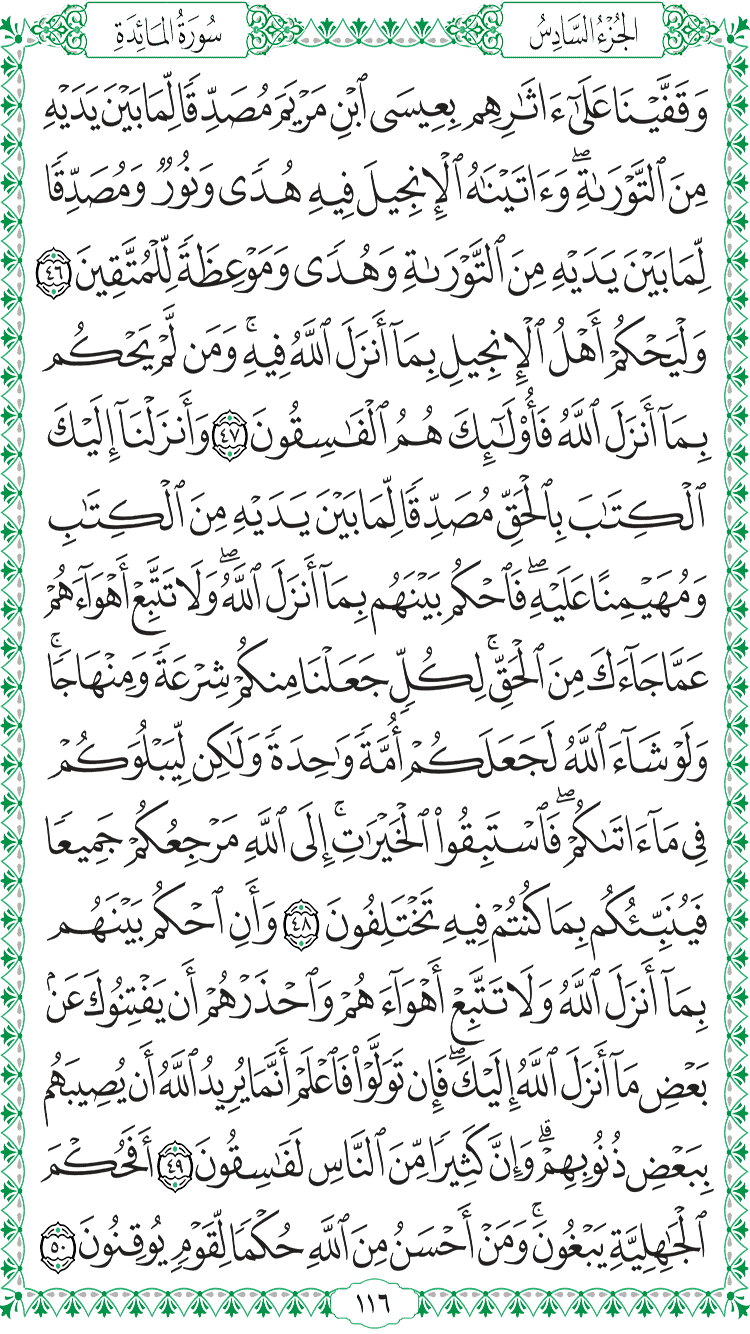 الجُزْءُ السَّادِسُ
سُورَةُ المَائِدَةِ
وَقَفَّيْنَا عَلَىٰٓ ءَاثَٰرِهِم بِعِيسَى ٱبْنِ مَرْيَمَ مُصَدِّقًا لِّمَا بَيْنَ يَدَيْهِ
مِنَ ٱلتَّوْرَىٰةِۖ وَءَاتَيْنَٰهُ ٱلْإِنجِيلَ فِيهِ هُدًى وَنُورٌ وَمُصَدِّقًا
لِّمَا بَيْنَ يَدَيْهِ مِنَ ٱلتَّوْرَىٰةِ وَهُدًى وَمَوْعِظَةً لِّلْمُتَّقِينَ ٤٦
وَلْيَحْكُمْ أَهْلُ ٱلْإِنجِيلِ بِمَآ أَنزَلَ ٱللَّهُ فِيهِۚ وَمَن لَّمْ يَحْكُم
بِمَآ أَنزَلَ ٱللَّهُ فَأُو۟لَٰٓئِكَ هُمُ ٱلْفَٰسِقُونَ ٤٧ وَأَنزَلْنَآ إِلَيْكَ
ٱلْكِتَٰبَ بِٱلْحَقِّ مُصَدِّقًا لِّمَا بَيْنَ يَدَيْهِ مِنَ ٱلْكِتَٰبِ
وَمُهَيْمِنًا عَلَيْهِۖ فَٱحْكُم بَيْنَهُم بِمَآ أَنزَلَ ٱللَّهُۖ وَلَا تَتَّبِعْ أَهْوَآءَهُمْ
عَمَّا جَآءَكَ مِنَ ٱلْحَقِّۚ لِكُلٍّ جَعَلْنَا مِنكُمْ شِرْعَةً وَمِنْهَاجًاۚ
وَلَوْ شَآءَ ٱللَّهُ لَجَعَلَكُمْ أُمَّةً وَٰحِدَةً وَلَٰكِن لِّيَبْلُوَكُمْ
فِى مَآ ءَاتَىٰكُمْۖ فَٱسْتَبِقُوا۟ ٱلْخَيْرَٰتِۚ إِلَى ٱللَّهِ مَرْجِعُكُمْ جَمِيعًا
فَيُنَبِّئُكُم بِمَا كُنتُمْ فِيهِ تَخْتَلِفُونَ ٤٨ وَأَنِ ٱحْكُم بَيْنَهُم
بِمَآ أَنزَلَ ٱللَّهُ وَلَا تَتَّبِعْ أَهْوَآءَهُمْ وَٱحْذَرْهُمْ أَن يَفْتِنُوكَ عَنۢ
بَعْضِ مَآ أَنزَلَ ٱللَّهُ إِلَيْكَۖ فَإِن تَوَلَّوْا۟ فَٱعْلَمْ أَنَّمَا يُرِيدُ ٱللَّهُ أَن يُصِيبَهُم
بِبَعْضِ ذُنُوبِهِمْۗ وَإِنَّ كَثِيرًا مِّنَ ٱلنَّاسِ لَفَٰسِقُونَ ٤٩ أَفَحُكْمَ
ٱلْجَٰهِلِيَّةِ يَبْغُونَۚ وَمَنْ أَحْسَنُ مِنَ ٱللَّهِ حُكْمًا لِّقَوْمٍ يُوقِنُونَ ٥٠
١١٦